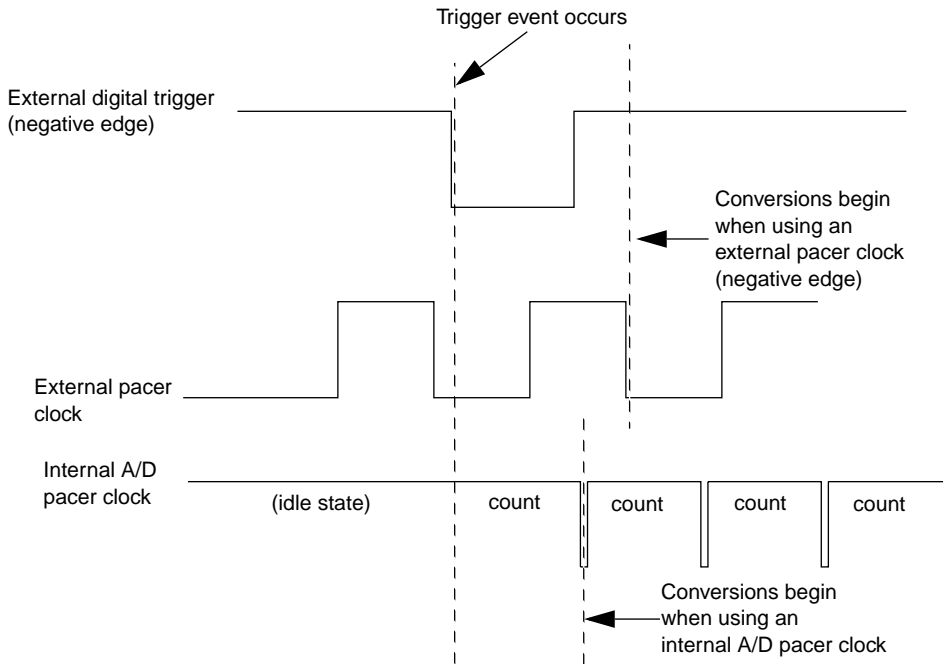 Trigger event occurs
External digital trigger
(negative edge)
Conversions begin
when using an
external pacer clock
(negative edge)
External pacer
clock
Internal A/D
pacer clock
(idle state)
count
count
count
count
Conversions begin
when using an
internal A/D pacer clock